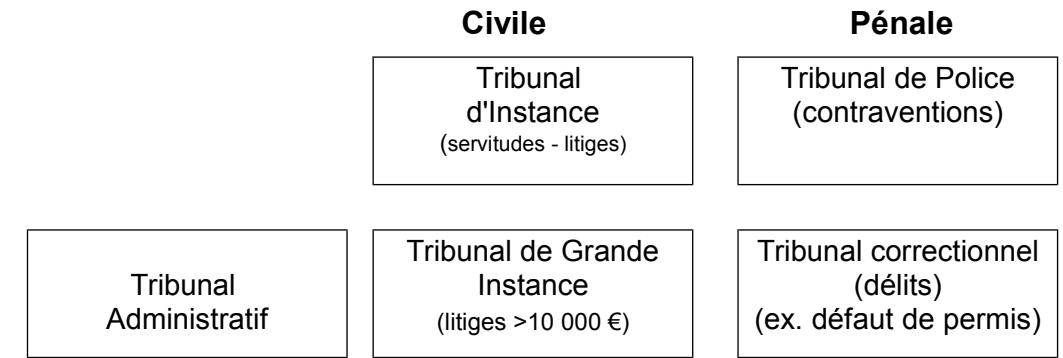 Civile
Pénale
Tribunal
d'Instance
(servitudes - litiges)
Tribunal de Police
(contraventions)
Tribunal
Administratif
Tribunal de Grande
Instance
(litiges >10 000 €)
Tribunal correctionnel
(délits)
(ex. défaut de permis)